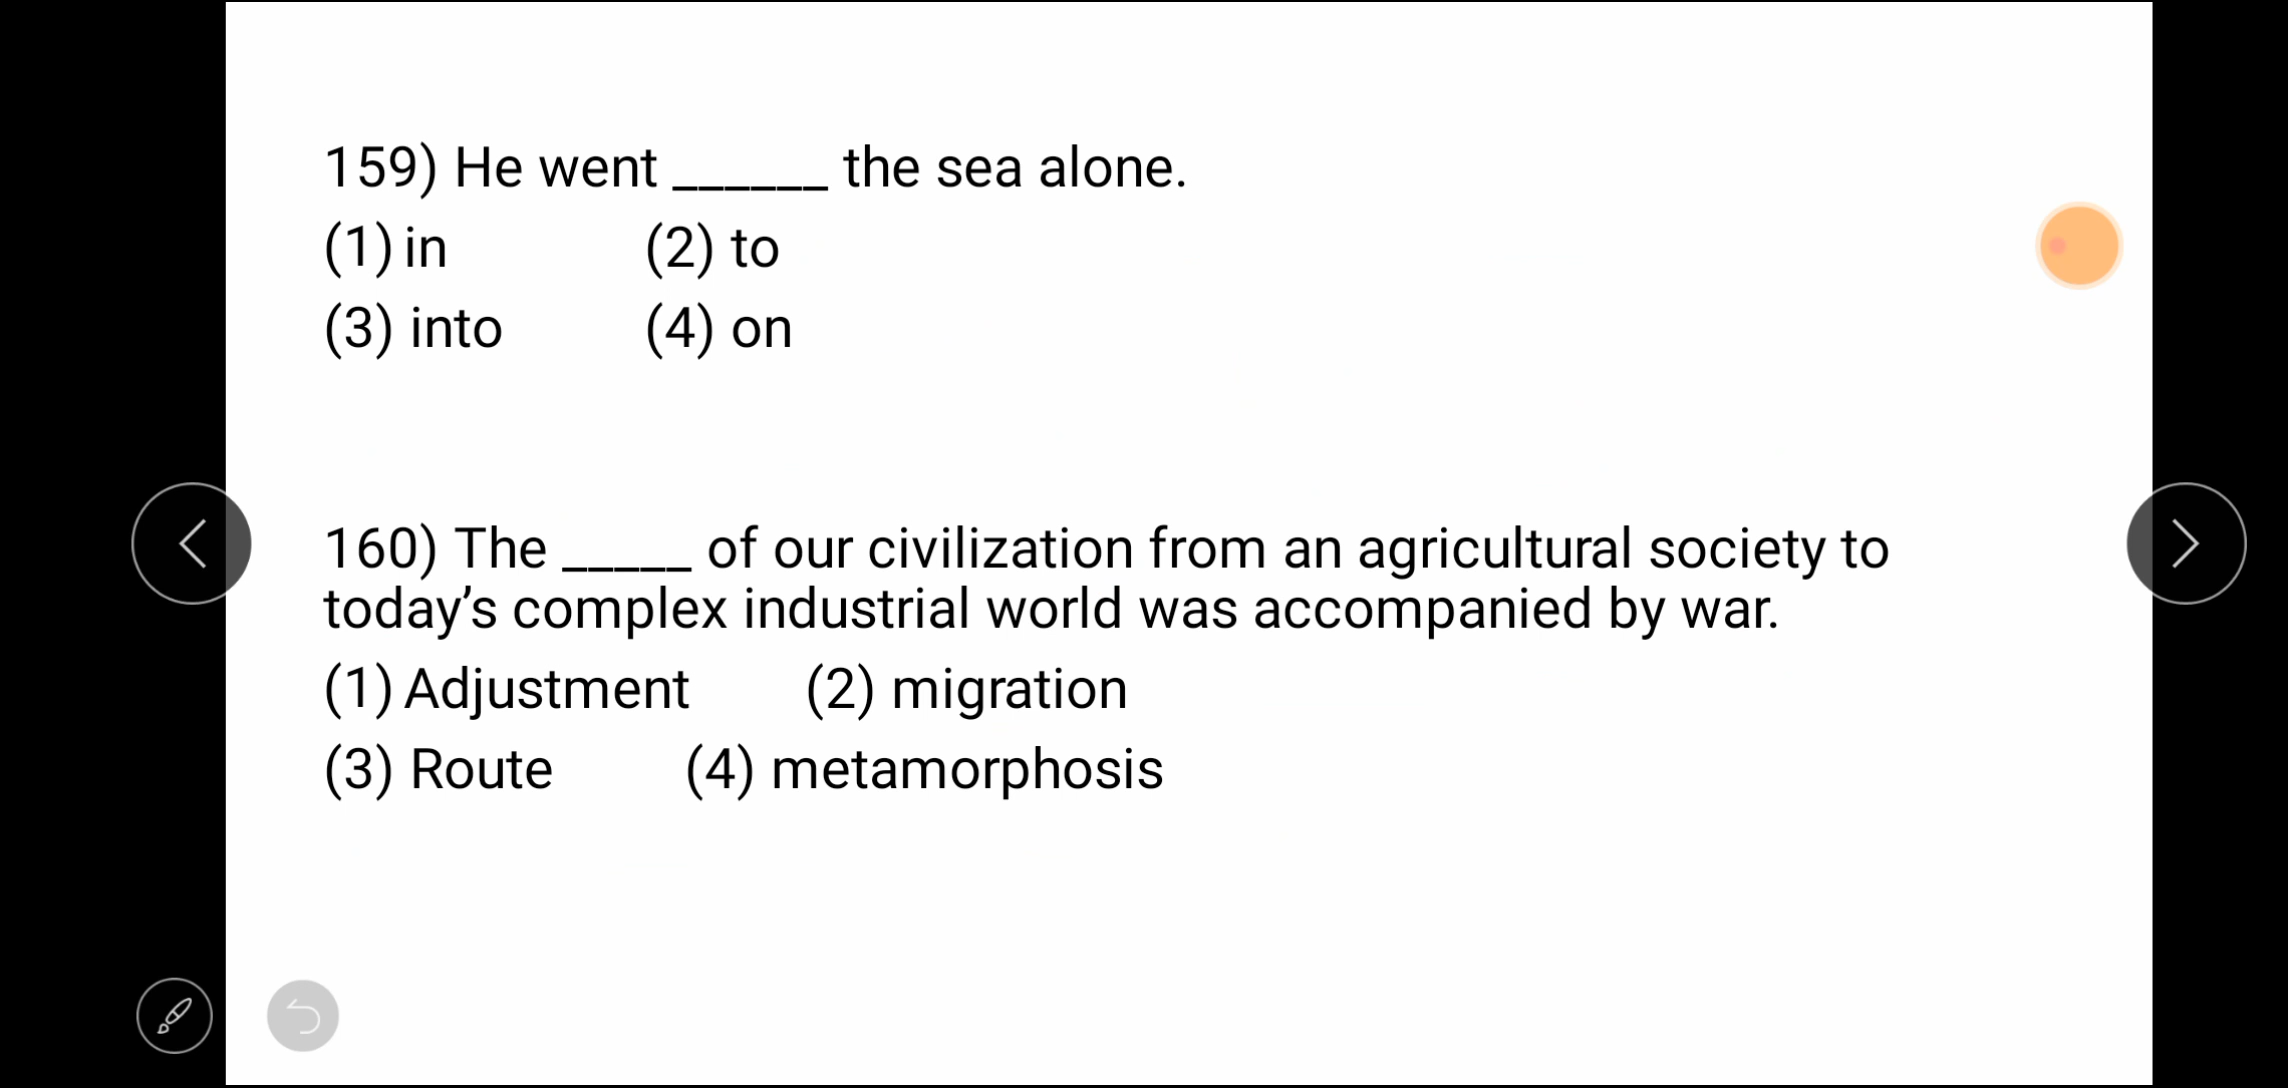 159) He went ______ the sea alone.
(1) in (2) to
(3) into (4) on
160) The _____ of our civilization from an agricultural society to
today’s complex industrial world was accompanied by war.
(1) Adjustment (2) migration
(3) Route (4) metamorphosis